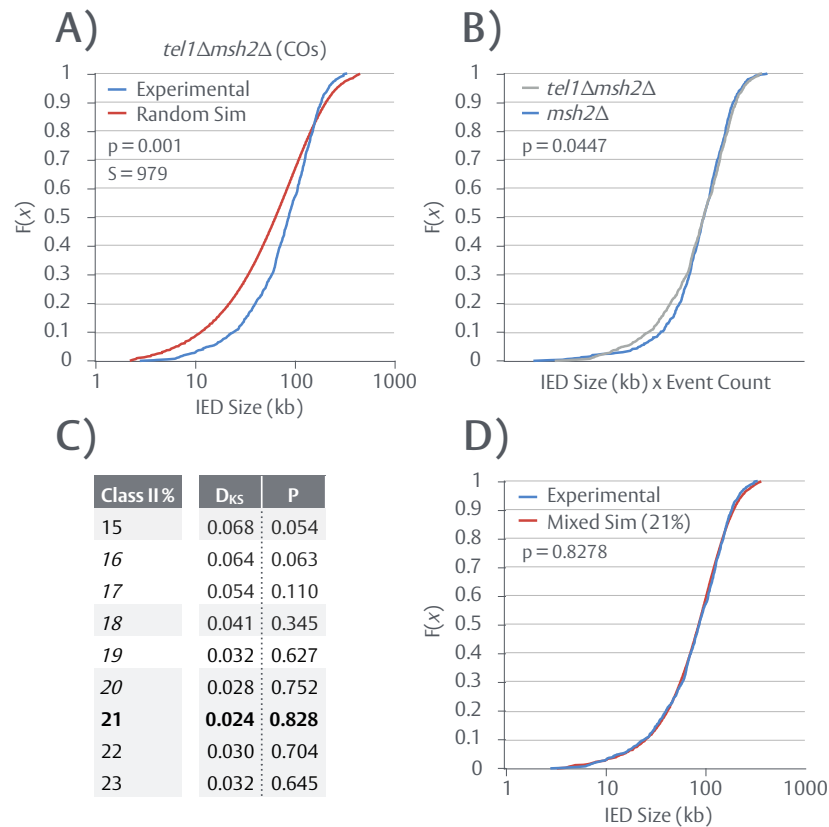 A)
tel1Δmsh2Δ (COs)
1
0.9
0.8
0.7
0.6
0.5
0.4
0.3
0.2
0.1
0
F(x)
Experimental
Random Sim
p = 0.001
S = 979
1
10
100
1000
IED Size (kb)
B)
1
0.9
0.8
0.7
0.6
0.5
0.4
0.3
0.2
0.1
0
F(x)
tel1Δmsh2Δ
msh2Δ
p = 0.0447
IED Size (kb) x Event Count
C)
Class II % DKS P
15 0.068 0.054
16 0.064 0.063
17 0.054 0.110
18 0.041 0.345
19 0.032 0.627
20 0.028 0.752
21 0.024 0.828
22 0.030 0.704
23 0.032 0.645
D)
1
0.9
0.8
0.7
0.6
0.5
0.4
0.3
0.2
0.1
0
F(x)
Experimental
Mixed Sim (21%)
p = 0.8278
1
10
100
1000
IED Size (kb)